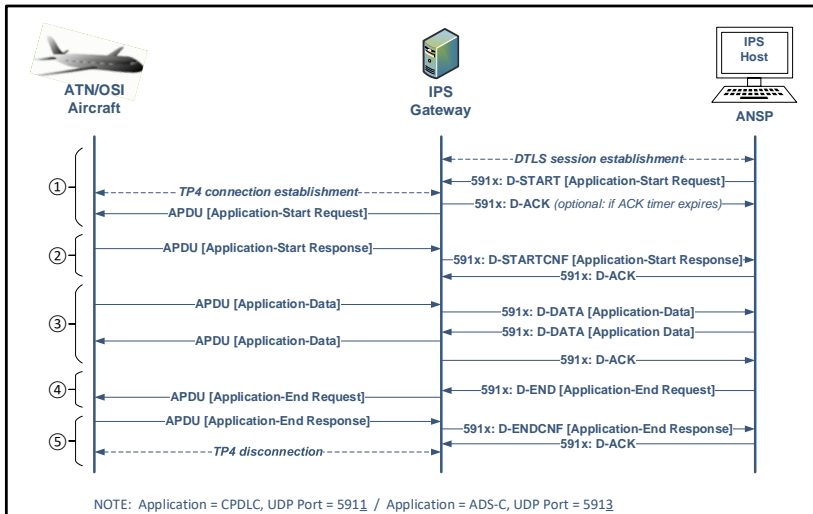 ATN/OSI
Aircraft
IPS
Gateway
IPS
Host
ANSP
①
DTLS session establishment
591x: D-START [Application-Start Request]
TP4 connection establishment
591x: D-ACK (optional: if ACK timer expires)
APDU [Application-Start Request]
②
APDU [Application-Start Response]
591x: D-STARTCNF [Application-Start Response]
591x: D-ACK
③
APDU [Application-Data]
591x: D-DATA [Application-Data]
591x: D-DATA [Application Data]
APDU [Application-Data]
591x: D-ACK
④
591x: D-END [Application-End Request]
APDU [Application-End Request]
⑤
APDU [Application-End Response]
591x: D-ENDCNF [Application-End Response]
591x: D-ACK
TP4 disconnection
NOTE: Application = CPDLC, UDP Port = 5911 / Application = ADS-C, UDP Port = 5913